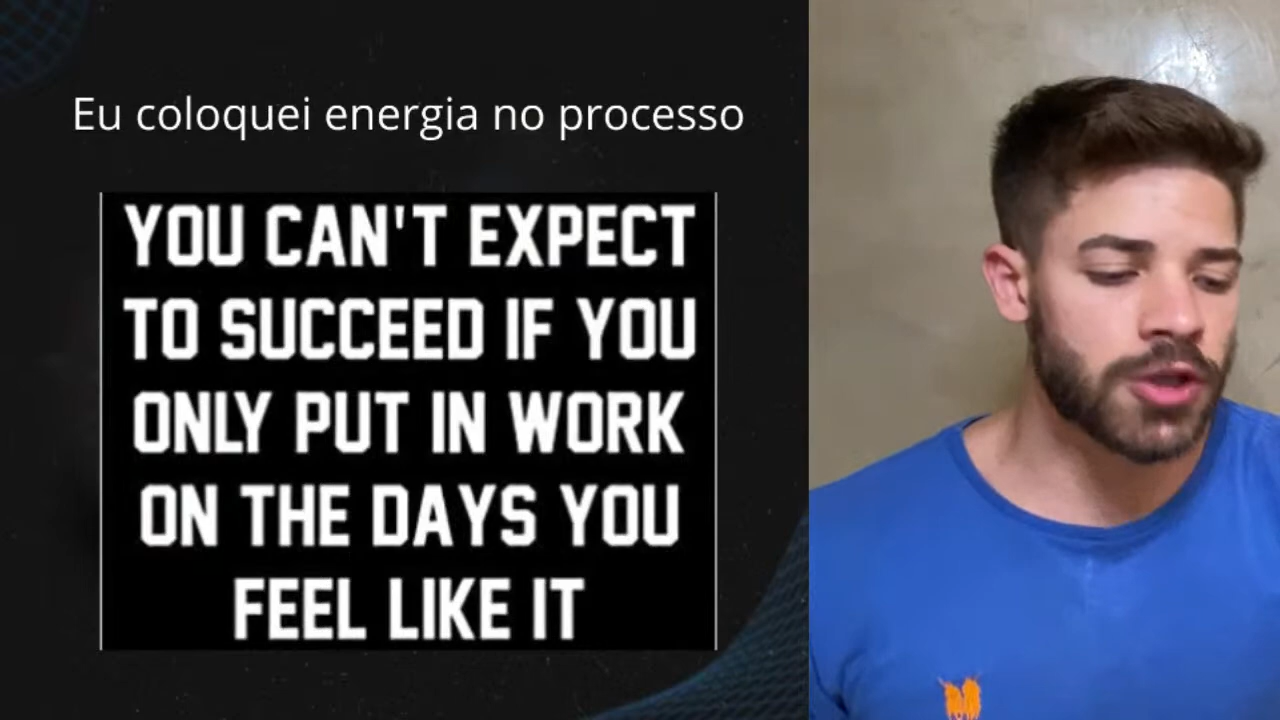 Eu coloquei energia no processo
YOU CAN'T EXPECT
TO SUCCEED IF YOU
ONLY PUT IN WORK
ON THE DAYS YOU
FEEL LIKE IT